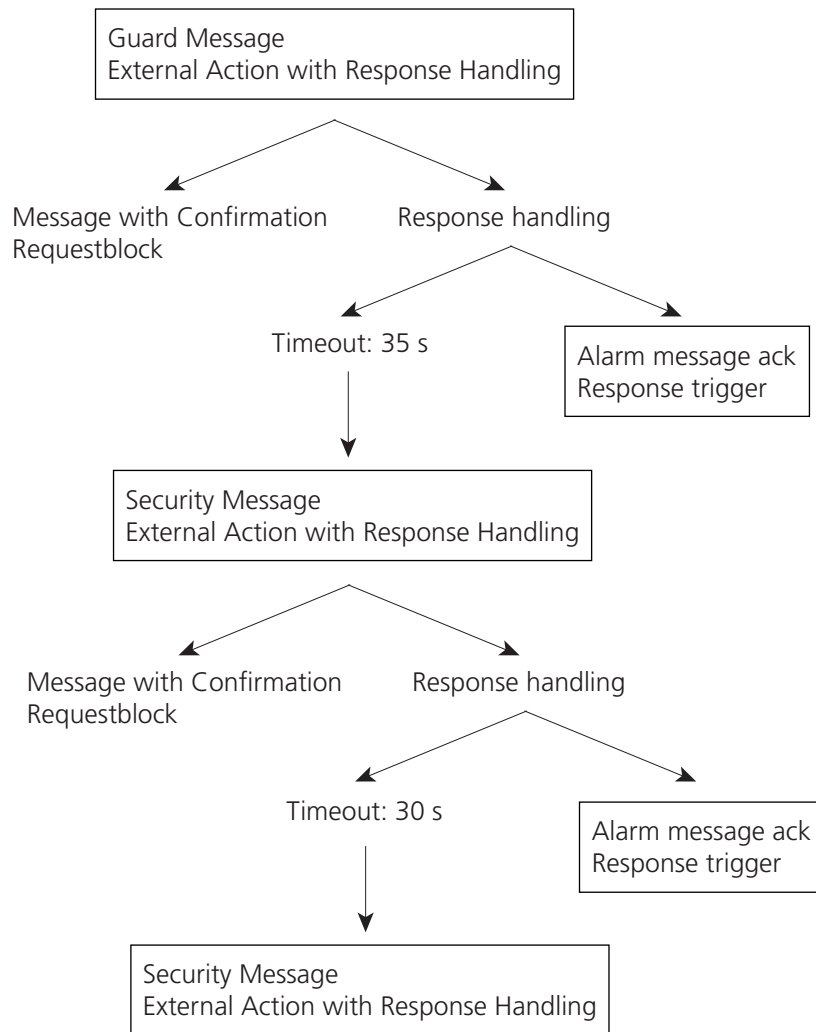 Guard Message
External Action with Response Handling
Message with Confirmation
Requestblock
Response handling
Timeout: 35 s
Alarm message ack
Response trigger
Security Message
External Action with Response Handling
Message with Confirmation
Requestblock
Response handling
Timeout: 30 s
Alarm message ack
Response trigger
Security Message
External Action with Response Handling